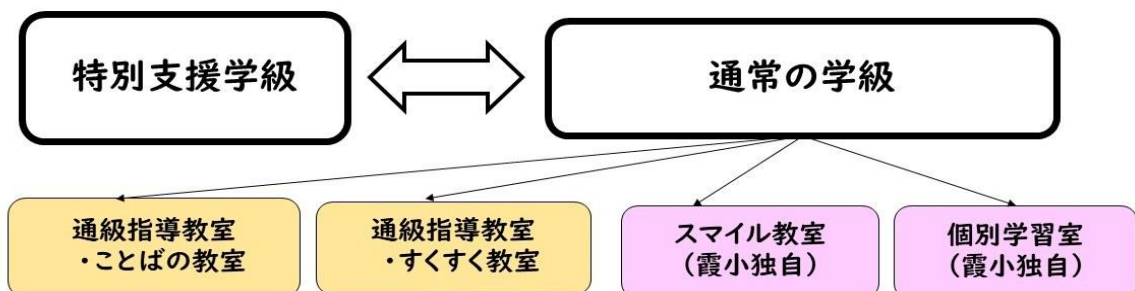 特別支援学級
通常の学級
通級指導教室
・ことばの教室
通級指導教室
・すくすく教室
スマイル教室
(霞小独自)
個別学習室
(霞小独自)